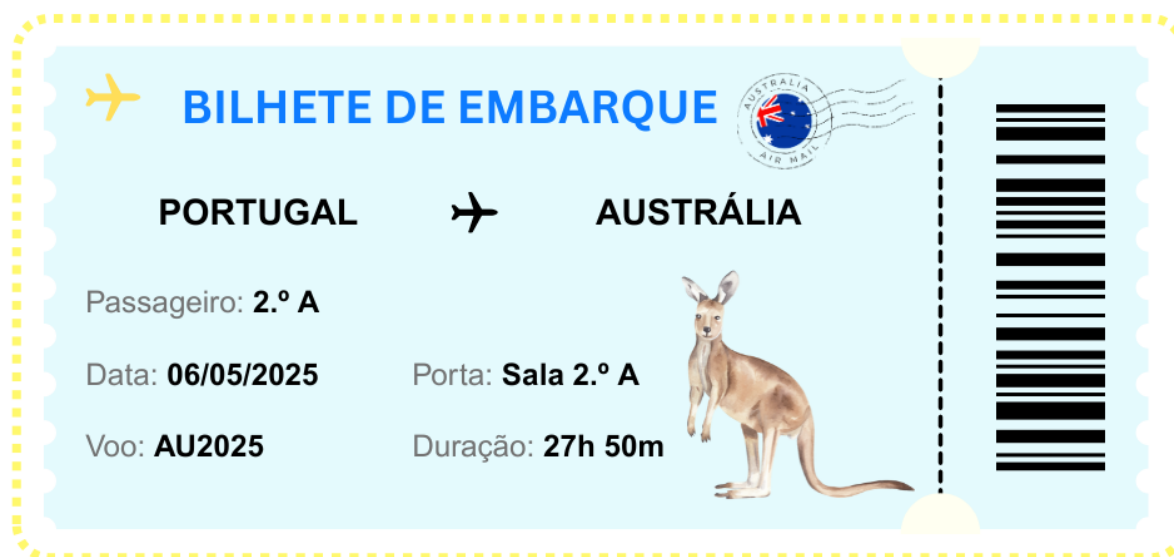 BILHETE DE EMBARQUE
AUSTRALIA
AIR MAIL
PORTUGAL AUSTRÁLIA
Passageiro: 2.º A
Data: 06/05/2025 Porta: Sala 2.º A
Voo: AU2025 Duração: 27h 50m